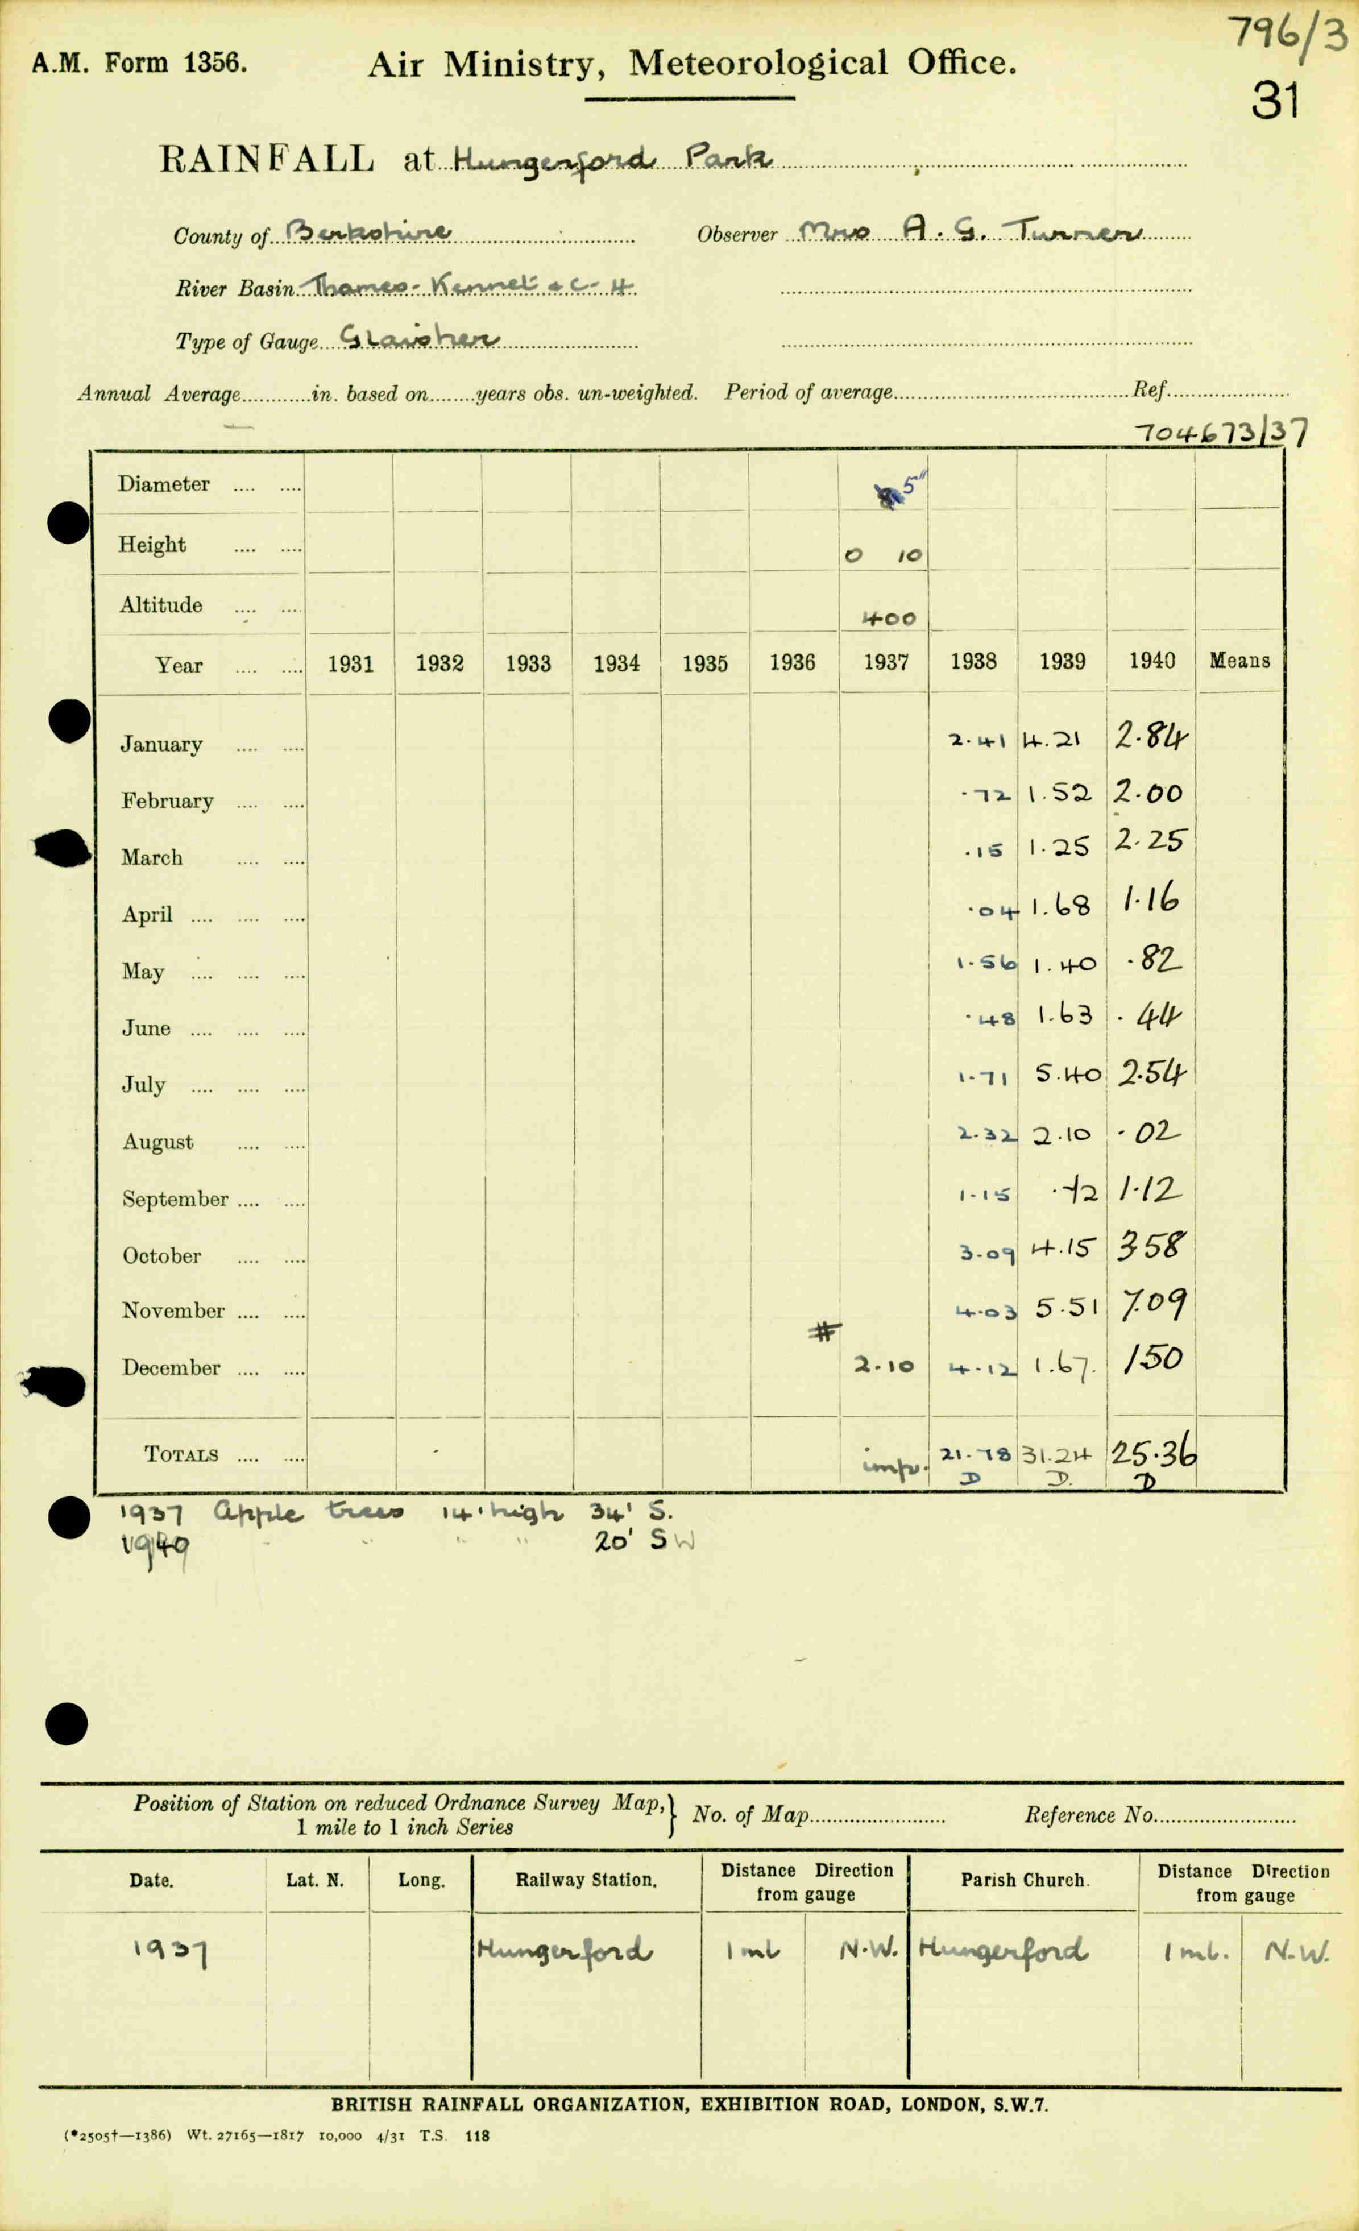 796/3
A.M. Form 1356. Air Ministry, Meteorological Office.
31
RAINFALL at Hungerford Park
County of Berkshire Observer Mrs A. G. Turner
River Basin Thames - Kennet & C - 4
Type of Gauge Glaisher
Annual Average............in. based on........years obs. un-weighted. Period of average............Ref............
704673/37
Diameter .... .... 5"
Height .... .... 0 10
Altitude .... .... 400
Year .... .... 1931 1932 1933 1934 1935 1936 1937 1938 1939 1940 Means
January .... .... 2.41 4.21 2.84
February .... .... .72 1.52 2.00
March .... .... .15 1.25 2.25
April .... .... .... .04 1.68 1.16
May .... .... .... 1.56 1.40 .82
June .... .... .... .48 1.63 .44
July .... .... .... 1.71 5.40 2.54
August .... .... 2.32 2.10 .02
September .... .... 1.15 .72 1.12
October .... .... 3.09 4.15 3.58
November .... .... 4.03 5.51 7.09
#
December .... .... 2.10 4.12 1.67. 1.50
TOTALS .... .... imp. 21.78 31.24 25.36
D D. D
1937 Apple trees 14' high 34' S.
1940 " " " 20' SW
Position of Station on reduced Ordnance Survey Map, } No. of Map............ Reference No............
1 mile to 1 inch Series
Date. Lat. N. Long. Railway Station. Distance Direction from gauge Parish Church. Distance Direction from gauge
1937 Hungerford 1 ml N.W. Hungerford 1 ml. N.W.
BRITISH RAINFALL ORGANIZATION, EXHIBITION ROAD, LONDON, S.W.7.
(*2505†—1386) Wt. 27165—1817 10,000 4/31 T.S. 118